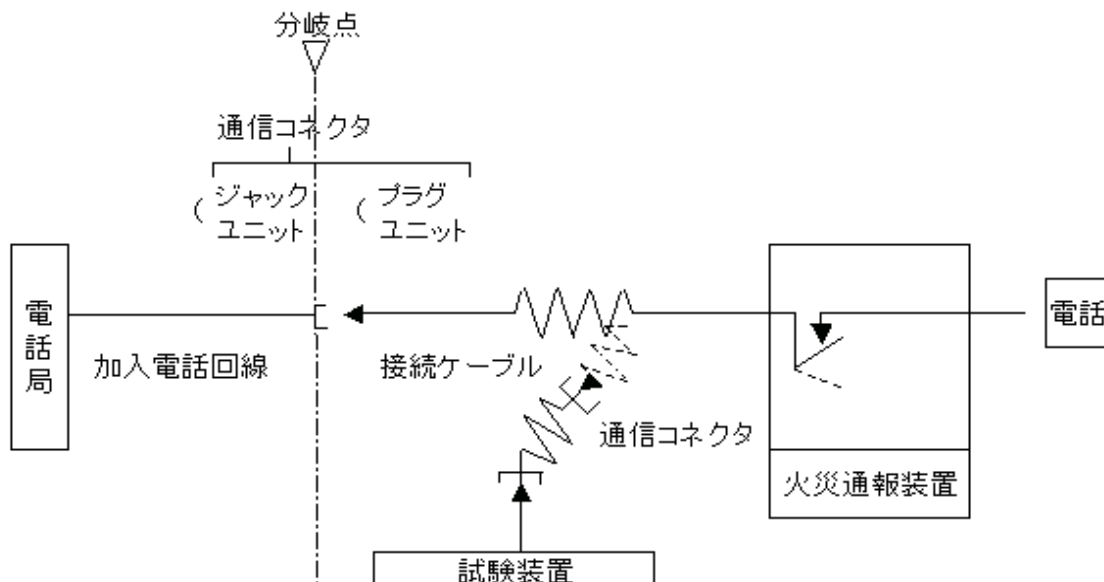 分岐点
通信コネクタ
(ジャック
ユニット
(プラグ
ユニット
電話局
加入電話回線
接続ケーブル
電話
通信コネクタ
火災通報装置
試験装置